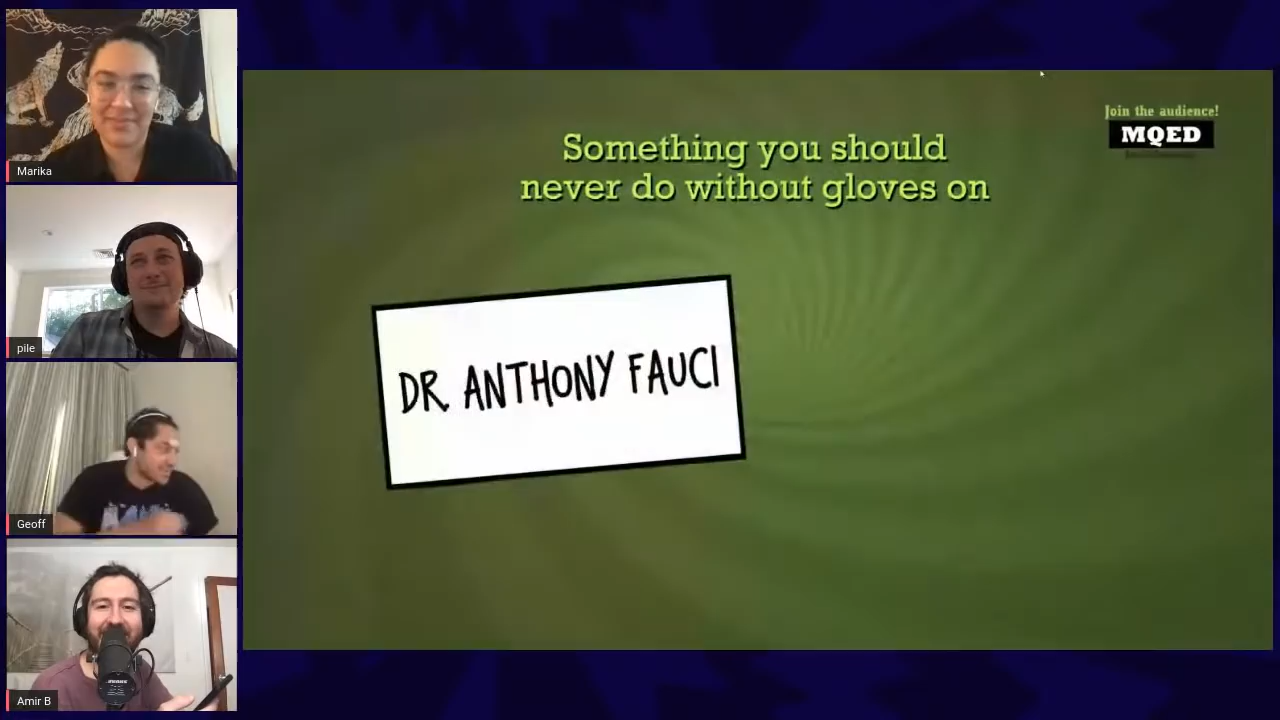 Marika
pile
Geoff
Amir B
Join the audience!
MQED
Something you should
never do without gloves on
DR. ANTHONY FAUCI